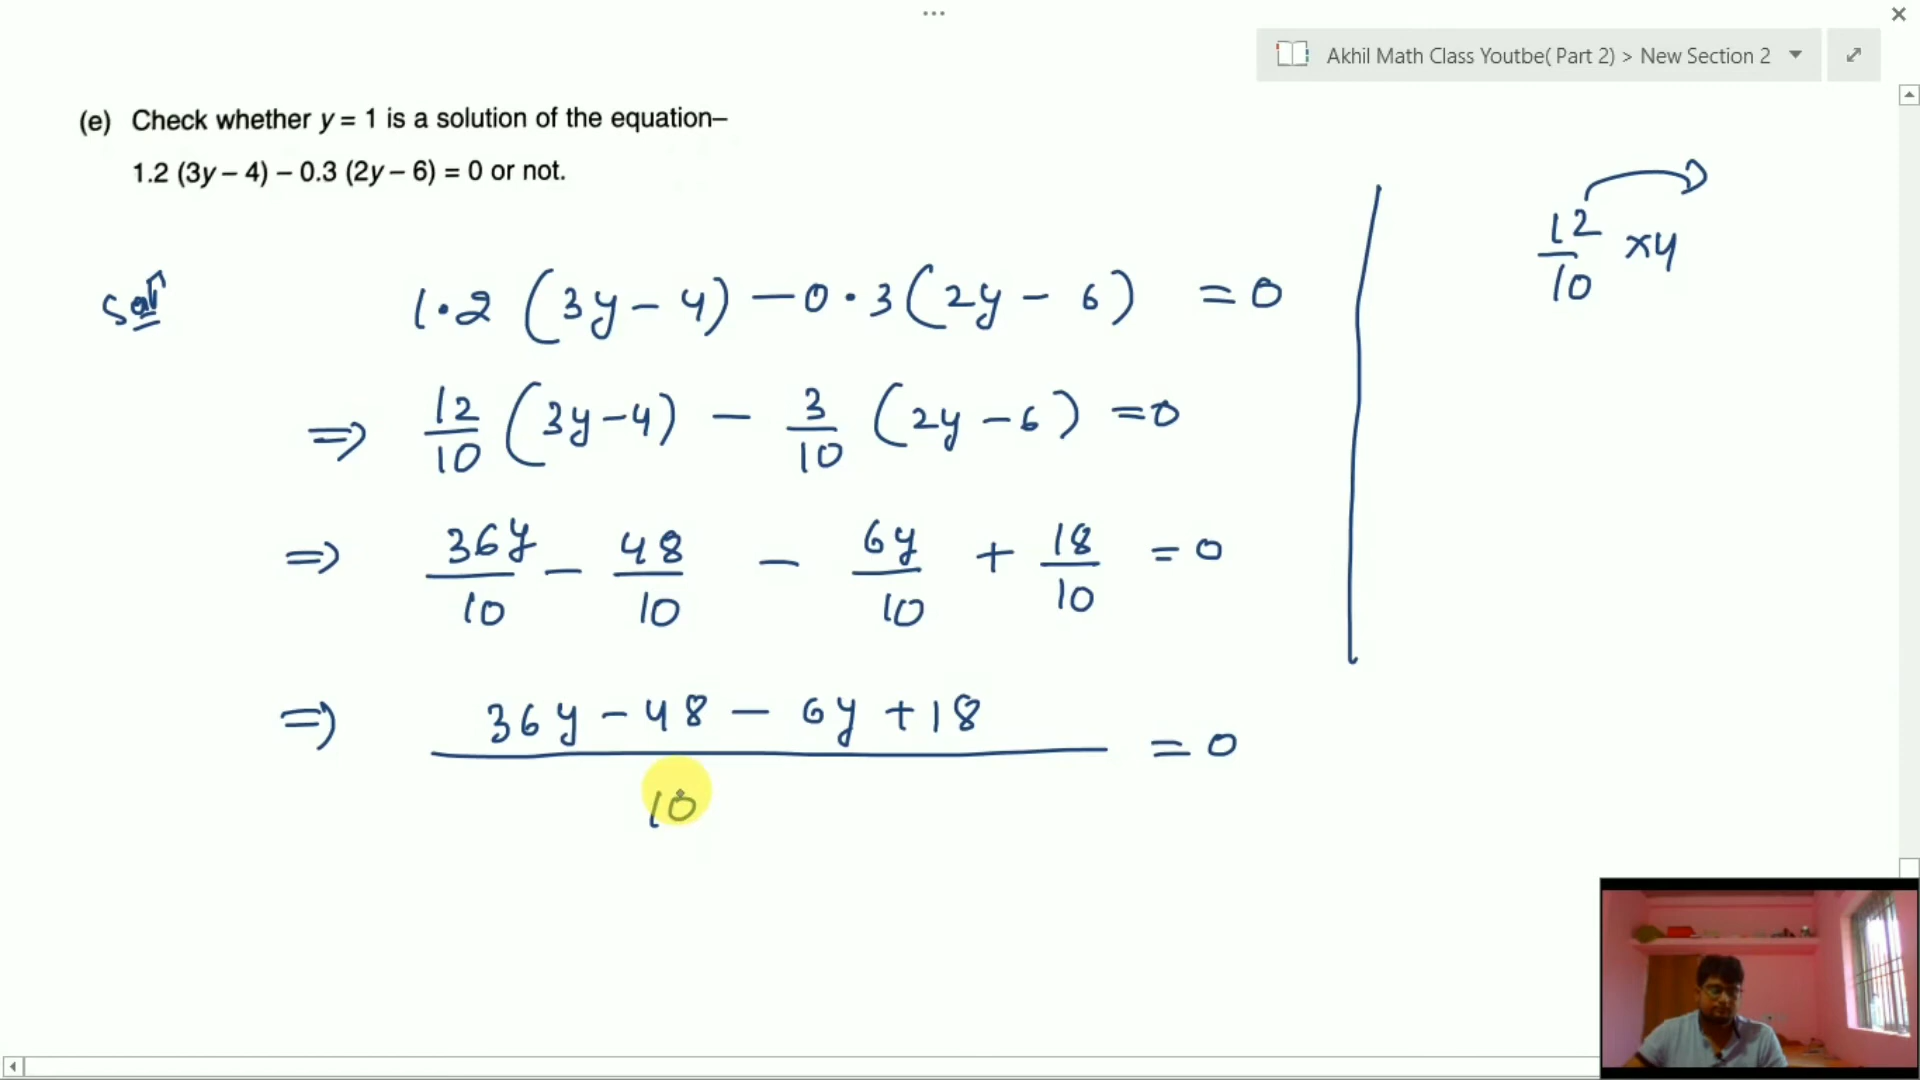 Akhil Math Class Youtbe( Part 2) > New Section 2
(e) Check whether y = 1 is a solution of the equation–
1.2 (3y – 4) – 0.3 (2y – 6) = 0 or not.
12/10 ×4
Solⁿ 1.2 (3y - 4) - 0.3 (2y - 6) = 0
⇒ 12/10 (3y - 4) - 3/10 (2y - 6) = 0
⇒ 36y/10 - 48/10 - 6y/10 + 18/10 = 0
⇒ 36y - 48 - 6y + 18 / 10 = 0